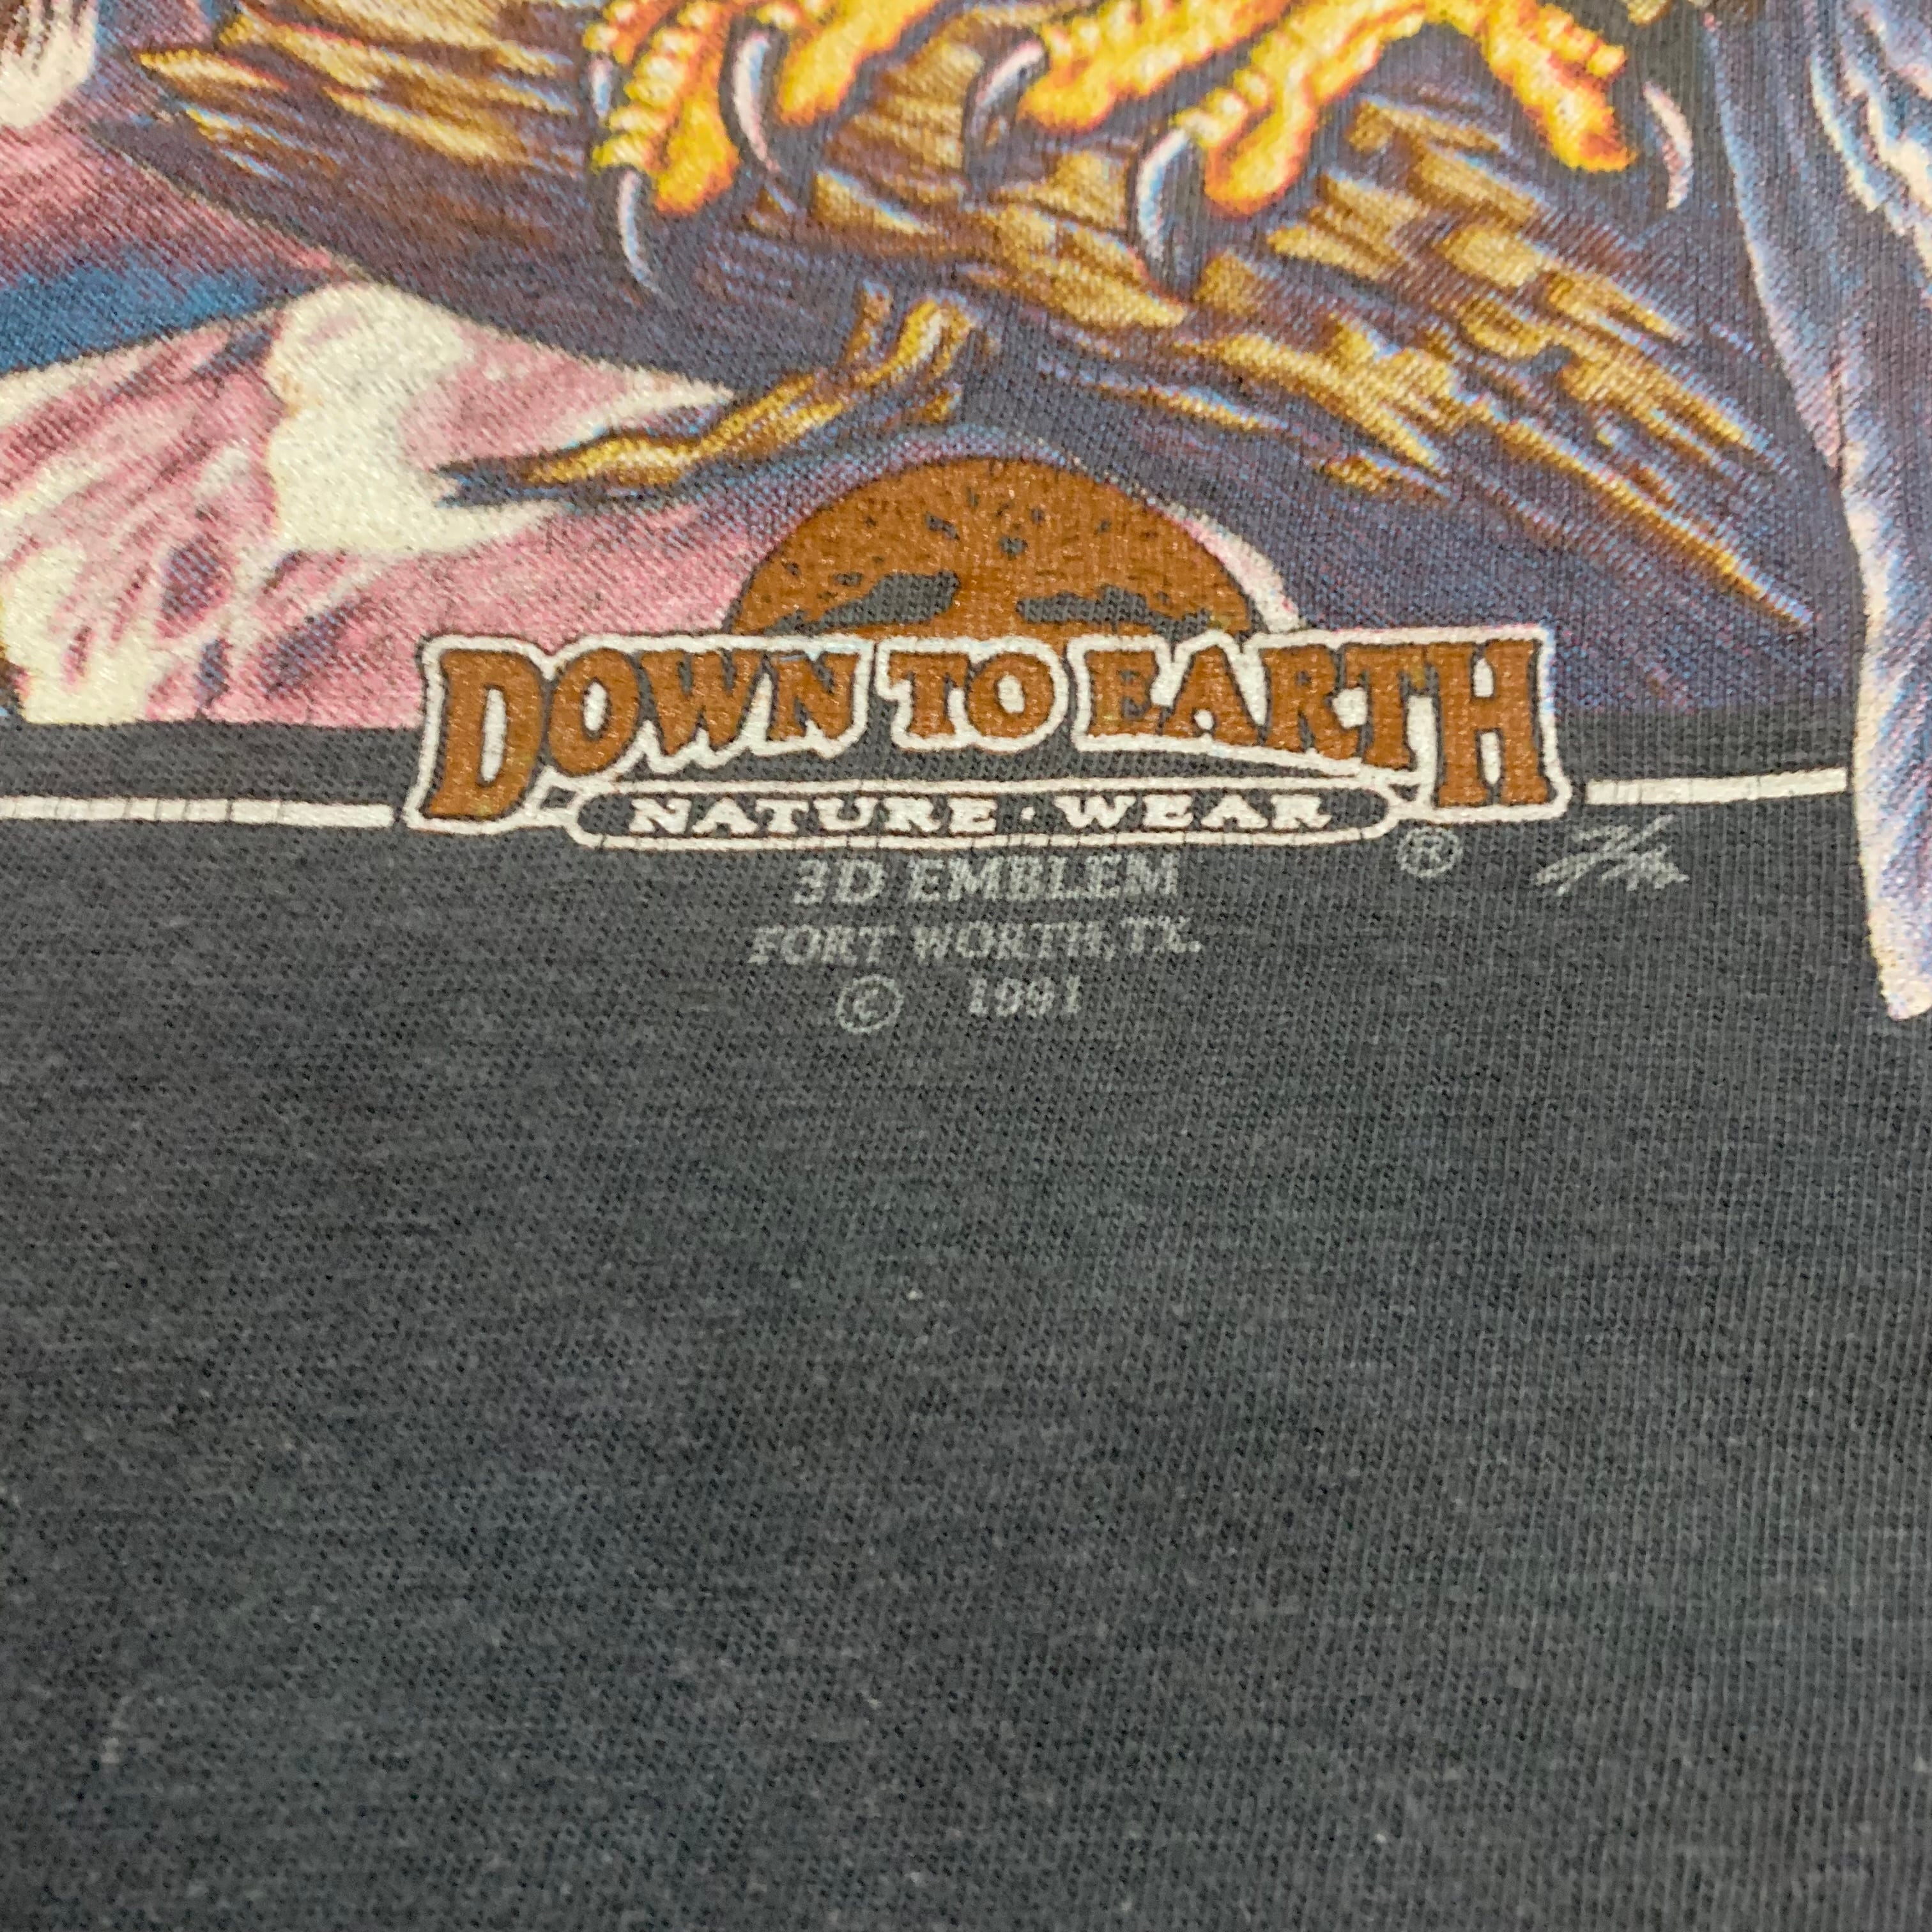 DOWN TO EARTH
NATURE · WEAR
®
3D EMBLEM
FORT WORTH, TX.
© 1991